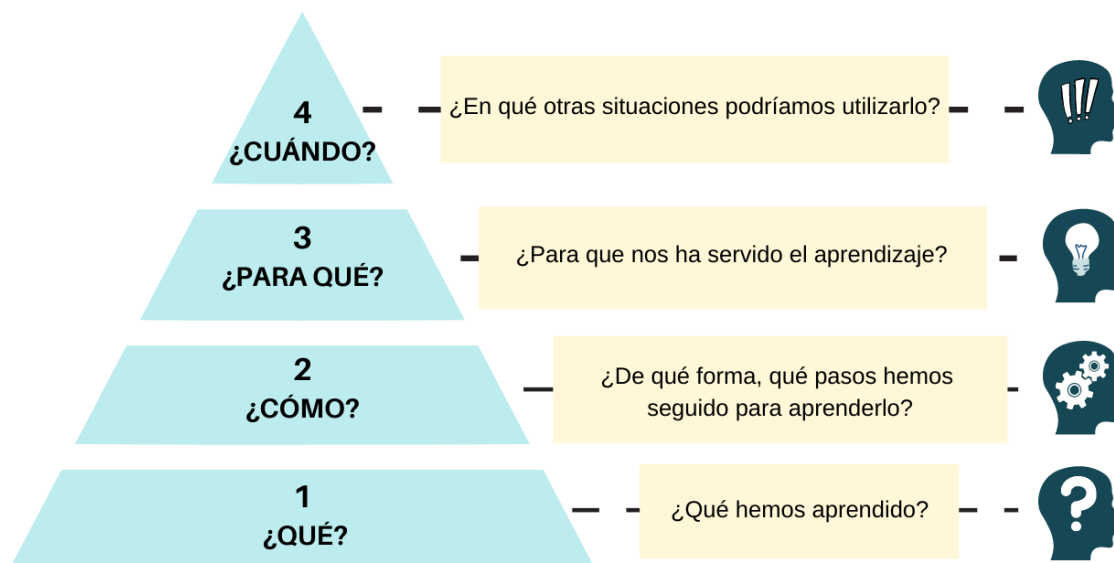 4
¿CUÁNDO?
¿En qué otras situaciones podríamos utilizarlo?
3
¿PARA QUÉ?
¿Para que nos ha servido el aprendizaje?
2
¿CÓMO?
¿De qué forma, qué pasos hemos
seguido para aprenderlo?
1
¿QUÉ?
¿Qué hemos aprendido?